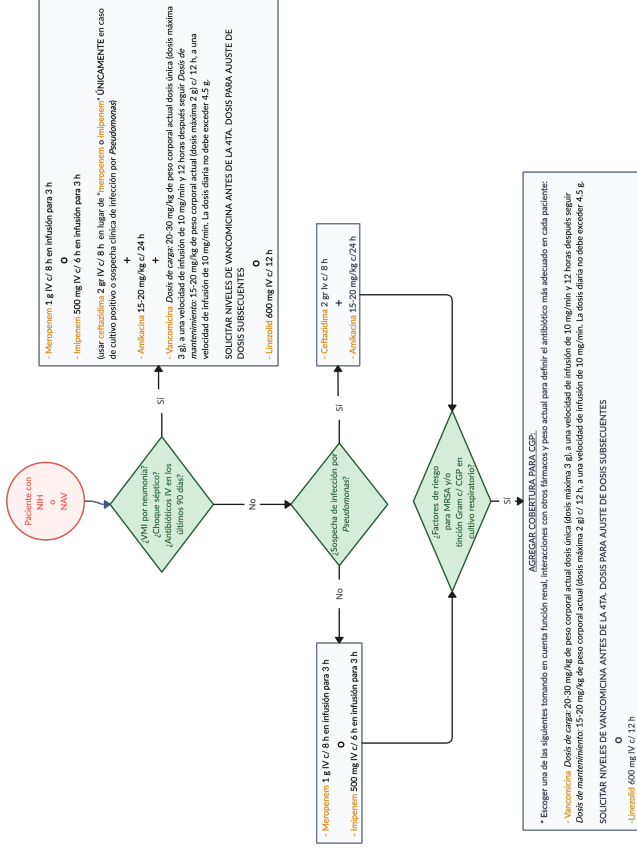 Paciente con
NIH
o
NAV
¿VMI por neumonía?
¿Choque séptico?
¿Antibióticos IV en los
últimos 90 días?
Sí
- Meropenem 1 g IV c/ 8 h en infusión para 3 h
O
- Imipenem 500 mg IV c/ 6 h en infusión para 3 h
(usar ceftazidima 2 gr IV c/ 8 h en lugar de "meropenem o imipenem" ÚNICAMENTE en caso
de cultivo positivo o sospecha clínica de infección por Pseudomonas)
+
- Amikacina 15-20 mg/kg c/ 24 h
+
- Vancomicina Dosis de carga: 20-30 mg/kg de peso corporal actual dosis única (dosis máxima
3 g), a una velocidad de infusión de 10 mg/min y 12 horas después seguir Dosis de
mantenimiento: 15-20 mg/kg de peso corporal actual (dosis máxima 2 g) c/ 12 h, a una
velocidad de infusión de 10 mg/min. La dosis diaria no debe exceder 4.5 g.
SOLICITAR NIVELES DE VANCOMICINA ANTES DE LA 4TA. DOSIS PARA AJUSTE DE
DOSIS SUBSECUENTES
O
- Linezolid 600 mg IV c/ 12 h
No
¿Sospecha de infección por
Pseudomonas?
Sí
- Ceftazidima 2 gr Iv c/ 8 h
+
- Amikacina 15-20 mg/kg c/24 h
No
- Meropenem 1 g IV c/ 8 h en infusión para 3 h
O
- Imipenem 500 mg IV c/ 6 h en infusión para 3 h
¿Factores de riesgo
para MRSA y/o
tinción Gram c/ CGP en
cultivo respiratorio?
Sí
AGREGAR COBERTURA PARA CGP:
* Escoger una de las siguientes tomando en cuenta función renal, interacciones con otros fármacos y peso actual para definir el antibiótico más adecuado en cada paciente:
- Vancomicina Dosis de carga: 20-30 mg/kg de peso corporal actual dosis única (dosis máxima 3 g), a una velocidad de infusión de 10 mg/min y 12 horas después seguir
Dosis de mantenimiento: 15-20 mg/kg de peso corporal actual (dosis máxima 2 g) c/ 12 h, a una velocidad de infusión de 10 mg/min. La dosis diaria no debe exceder 4.5 g.
SOLICITAR NIVELES DE VANCOMICINA ANTES DE LA 4TA. DOSIS PARA AJUSTE DE DOSIS SUBSECUENTES
O
-Linezolid 600 mg IV c/ 12 h